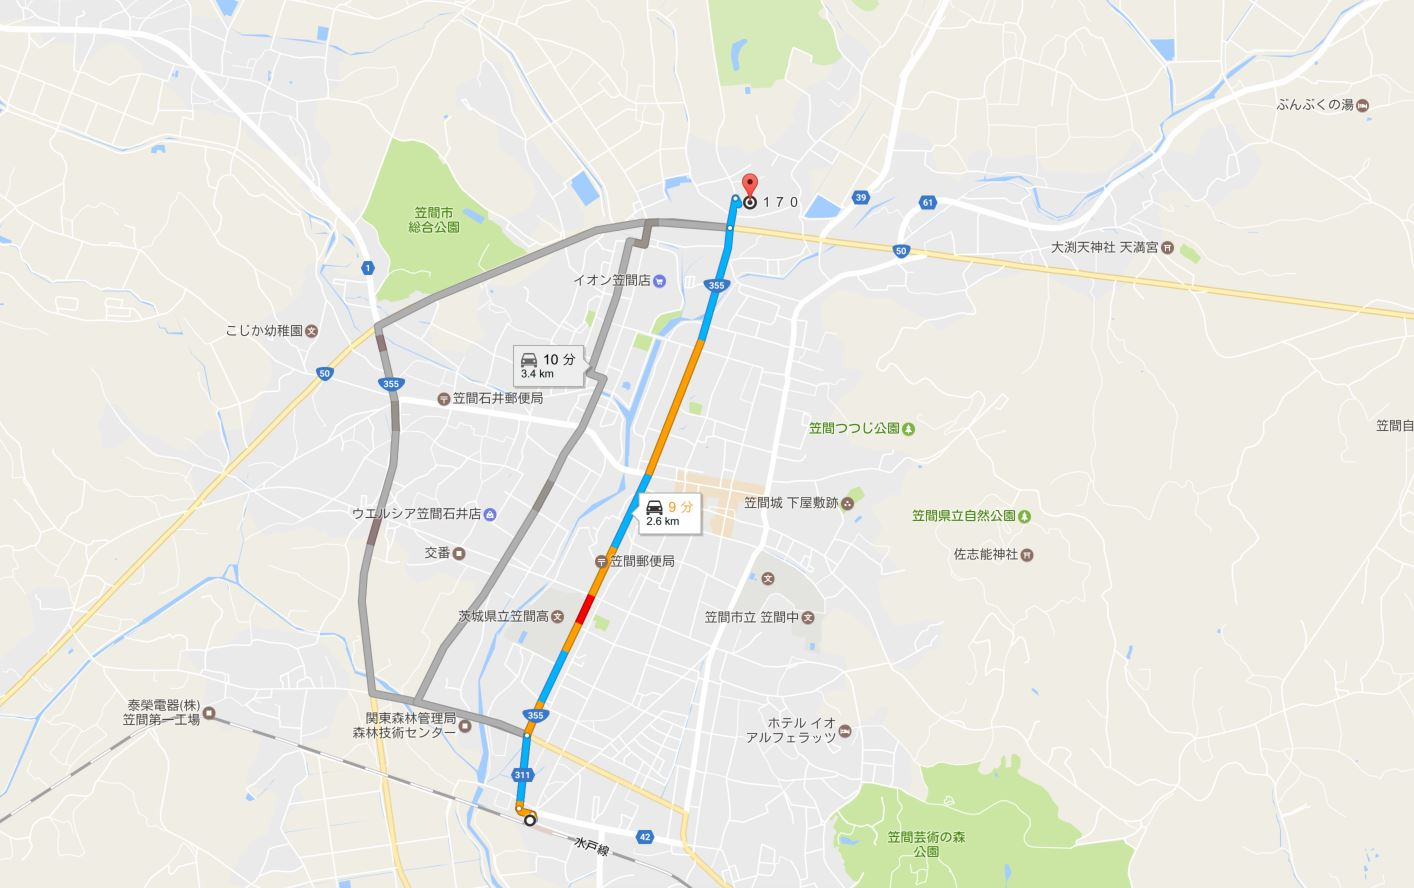 ぶんぶくの湯
170
39
61
笠間市
総合公園
大渕天神社 天満宮
50
1
イオン笠間店
355
こじか幼稚園
10 分
3.4 km
50
355
笠間石井郵便局
笠間つつじ公園
笠間自
9 分
2.6 km
笠間城 下屋敷跡
ウエルシア笠間石井店
笠間県立自然公園
交番
佐志能神社
笠間郵便局
茨城県立笠間高
笠間市立 笠間中
泰榮電器(株)
笠間第一工場
関東森林管理局
森林技術センター
355
ホテル イオ
アルフェラッツ
311
42
水戸線
笠間芸術の森
公園